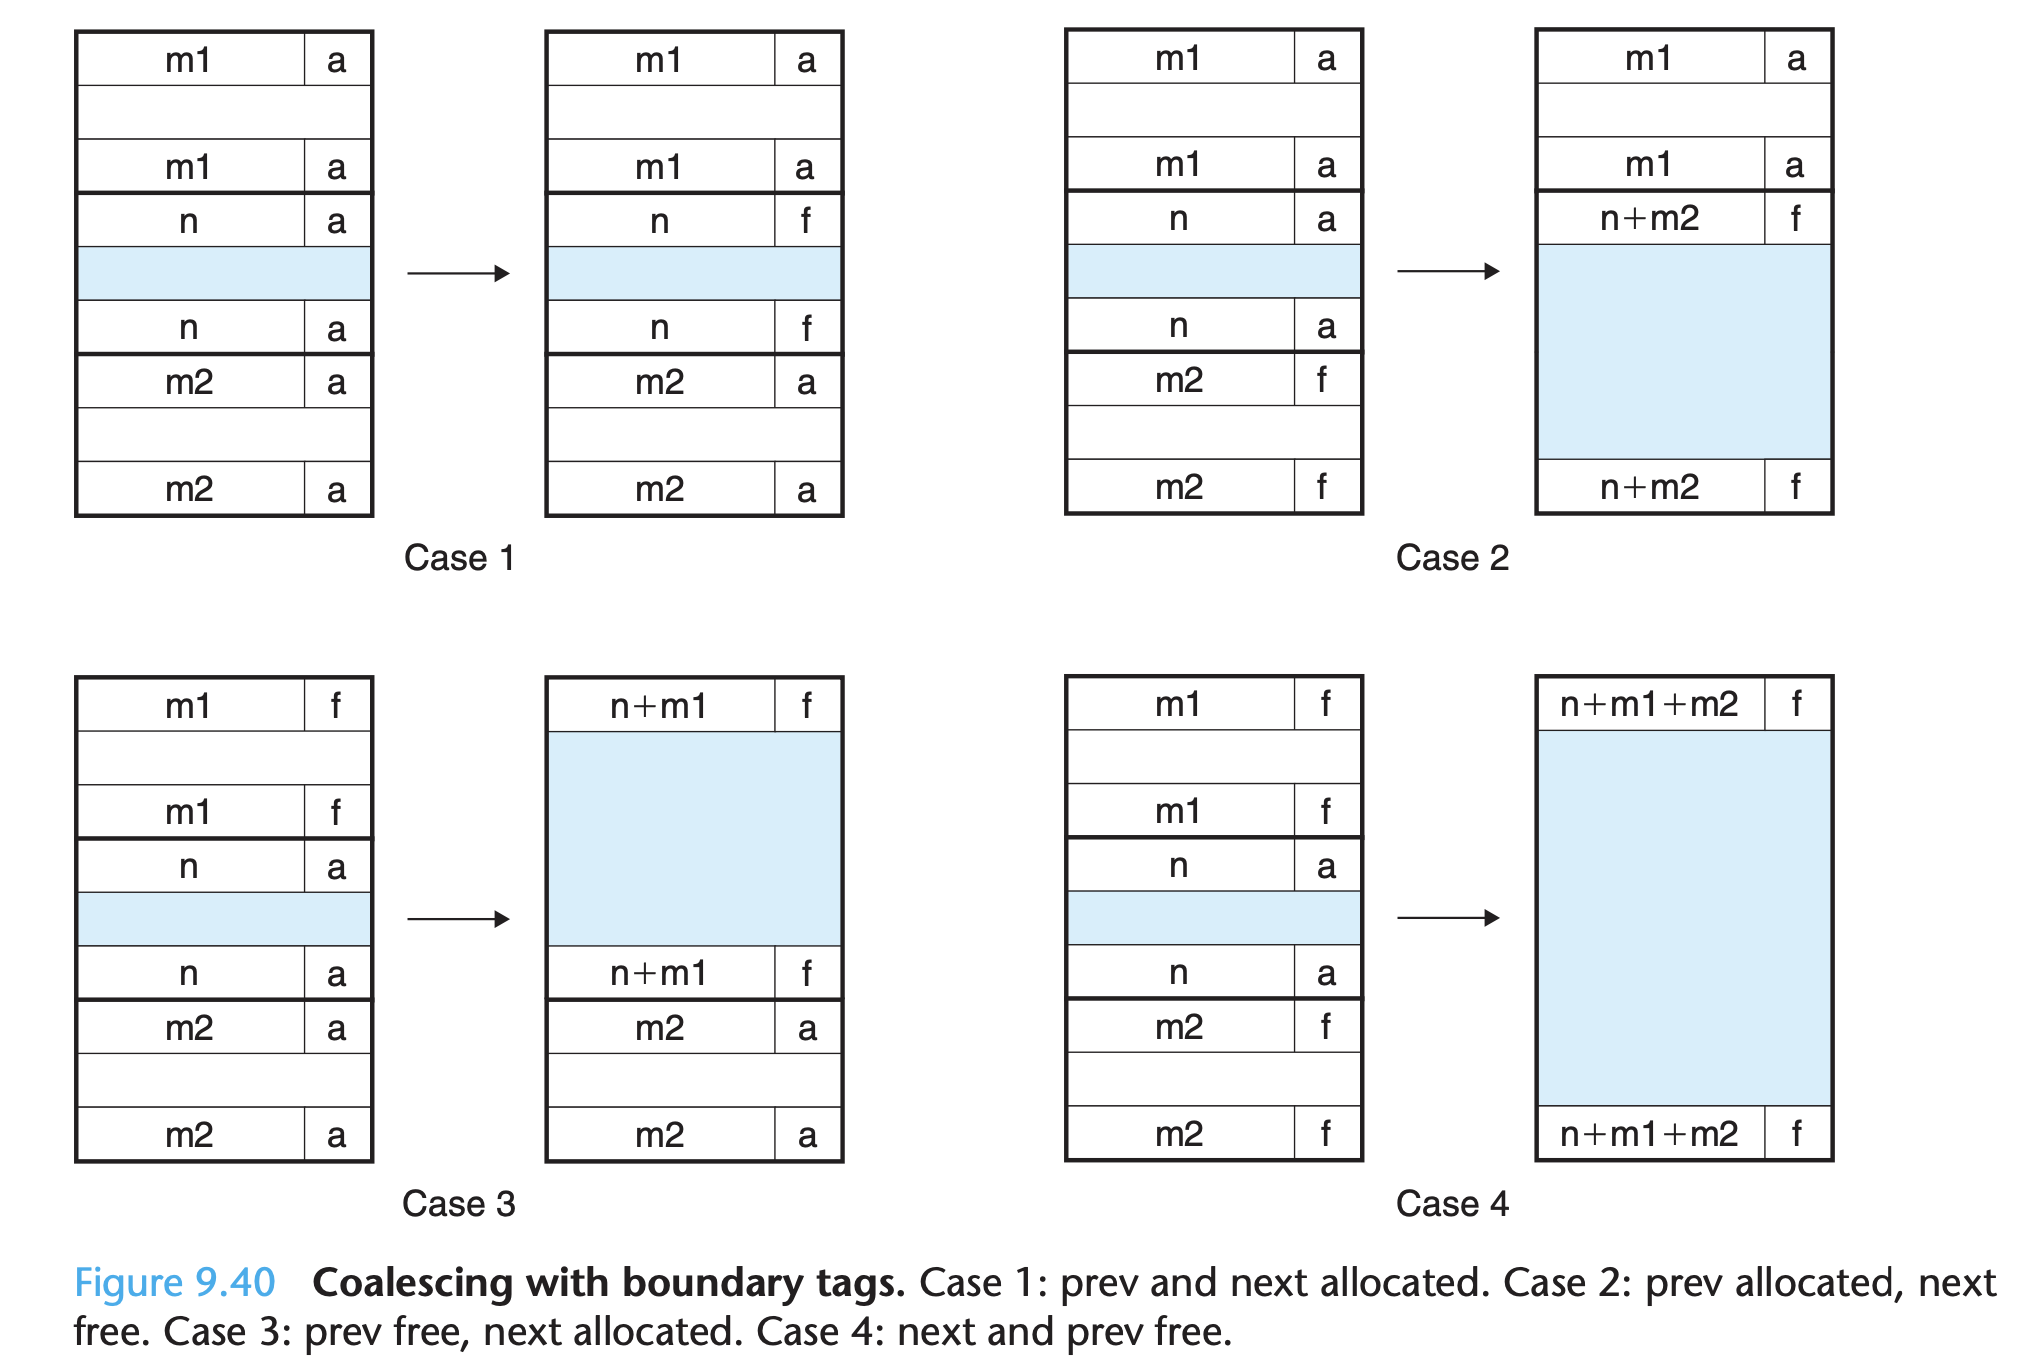 m1 a
m1 a
n a
n a
m2 a
m2 a
m1 a
m1 a
n f
n f
m2 a
m2 a
Case 1
m1 a
m1 a
n a
n a
m2 f
m2 f
m1 a
m1 a
n+m2 f
n+m2 f
Case 2
m1 f
m1 f
n a
n a
m2 a
m2 a
n+m1 f
n+m1 f
m2 a
m2 a
Case 3
m1 f
m1 f
n a
n a
m2 f
m2 f
n+m1+m2 f
n+m1+m2 f
Case 4
Figure 9.40 Coalescing with boundary tags. Case 1: prev and next allocated. Case 2: prev allocated, next
free. Case 3: prev free, next allocated. Case 4: next and prev free.